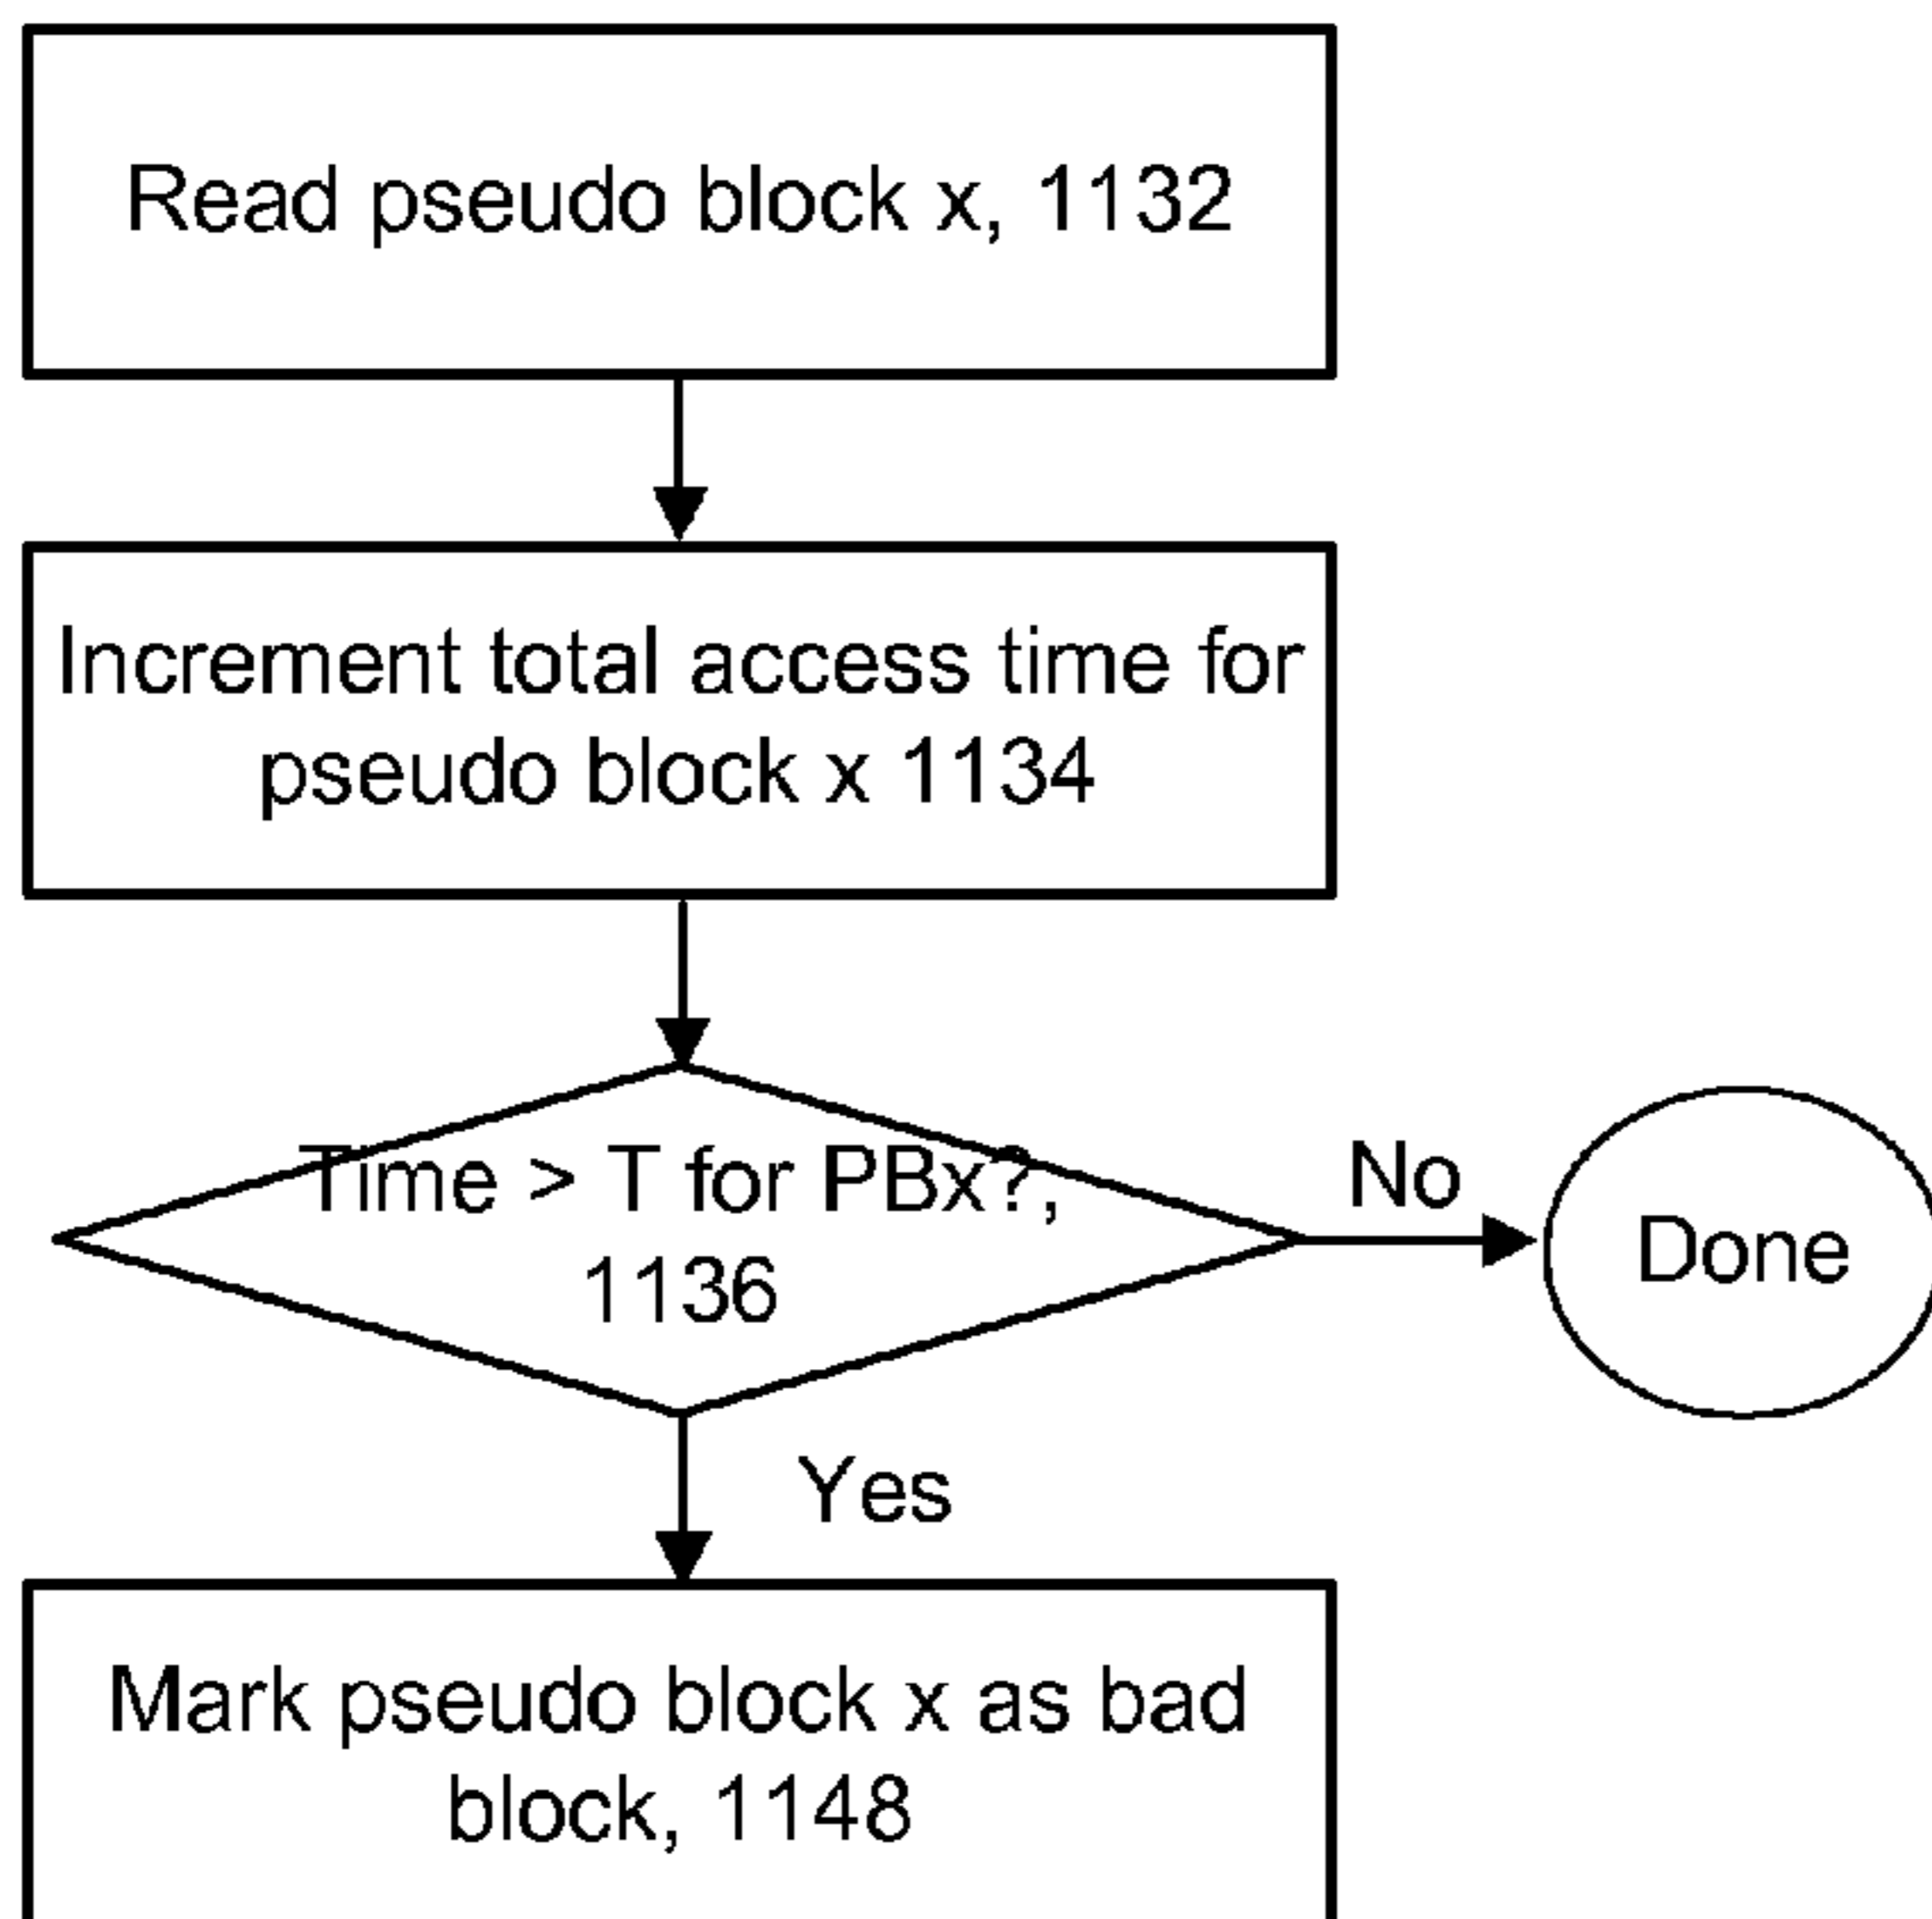 Read pseudo block x, 1132
Increment total access time for
pseudo block x 1134
Time > T for PBx?,
1136
No
Done
Yes
Mark pseudo block x as bad
block, 1148